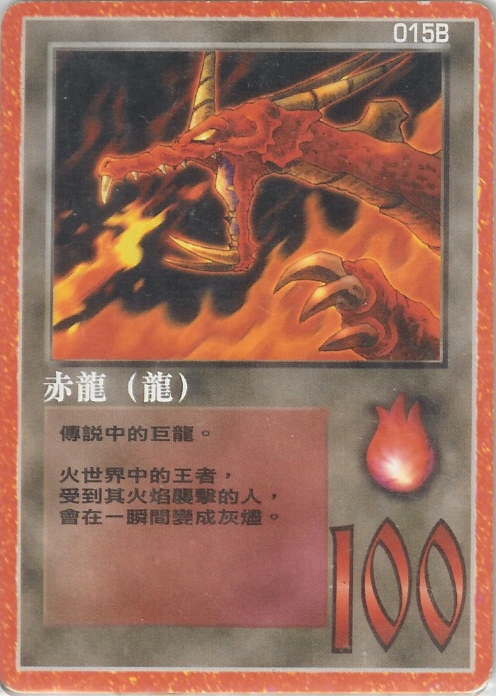 015B
赤龍（龍）
傳說中的巨龍。
火世界中的王者，
受到其火焰襲擊的人，
會在一瞬間變成灰燼。
100